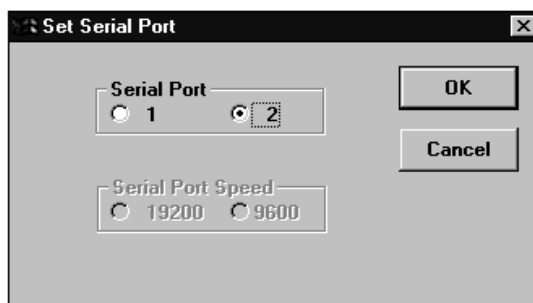 Set Serial Port
Serial Port
1 2
OK
Cancel
Serial Port Speed
19200 9600